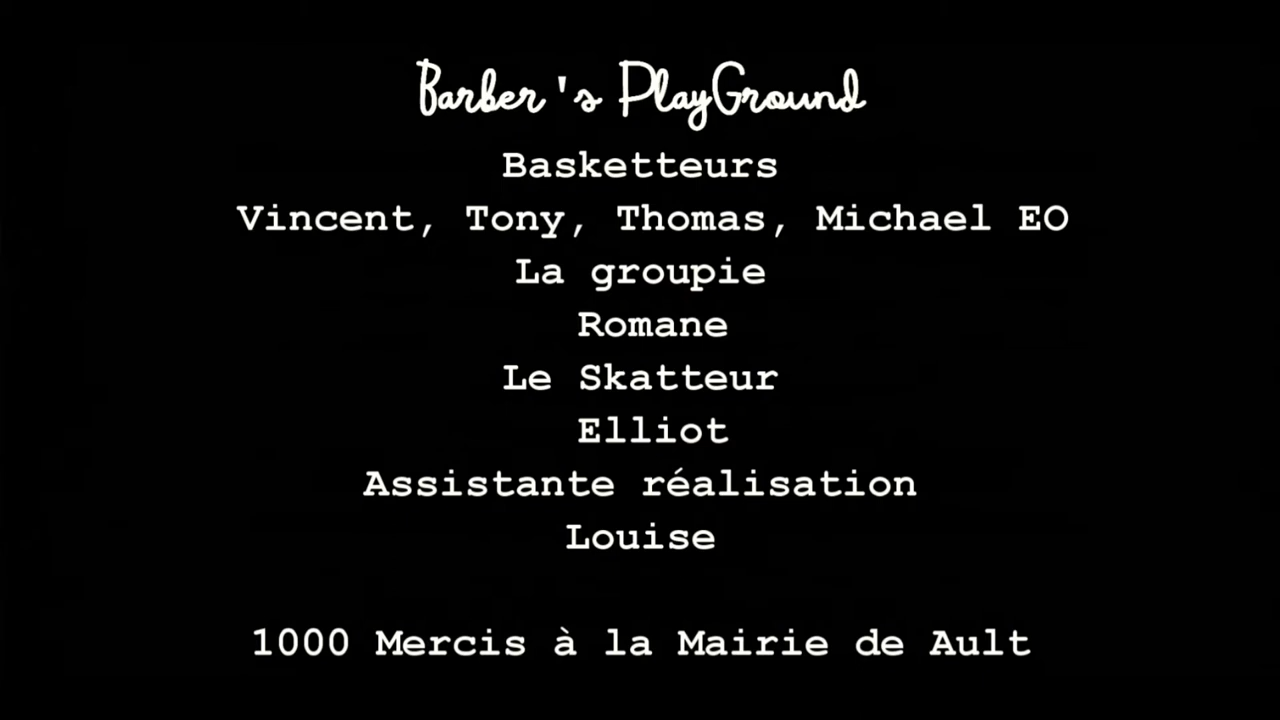 Barber 's PlayGround
Basketteurs
Vincent, Tony, Thomas, Michael EO
La groupie
Romane
Le Skatteur
Elliot
Assistante réalisation
Louise
1000 Mercis à la Mairie de Ault